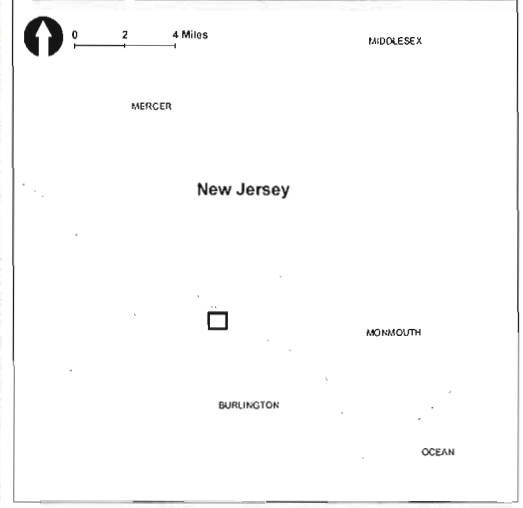 0 2 4 Miles
MIDDLESEX
MERCER
New Jersey
MONMOUTH
BURLINGTON
OCEAN